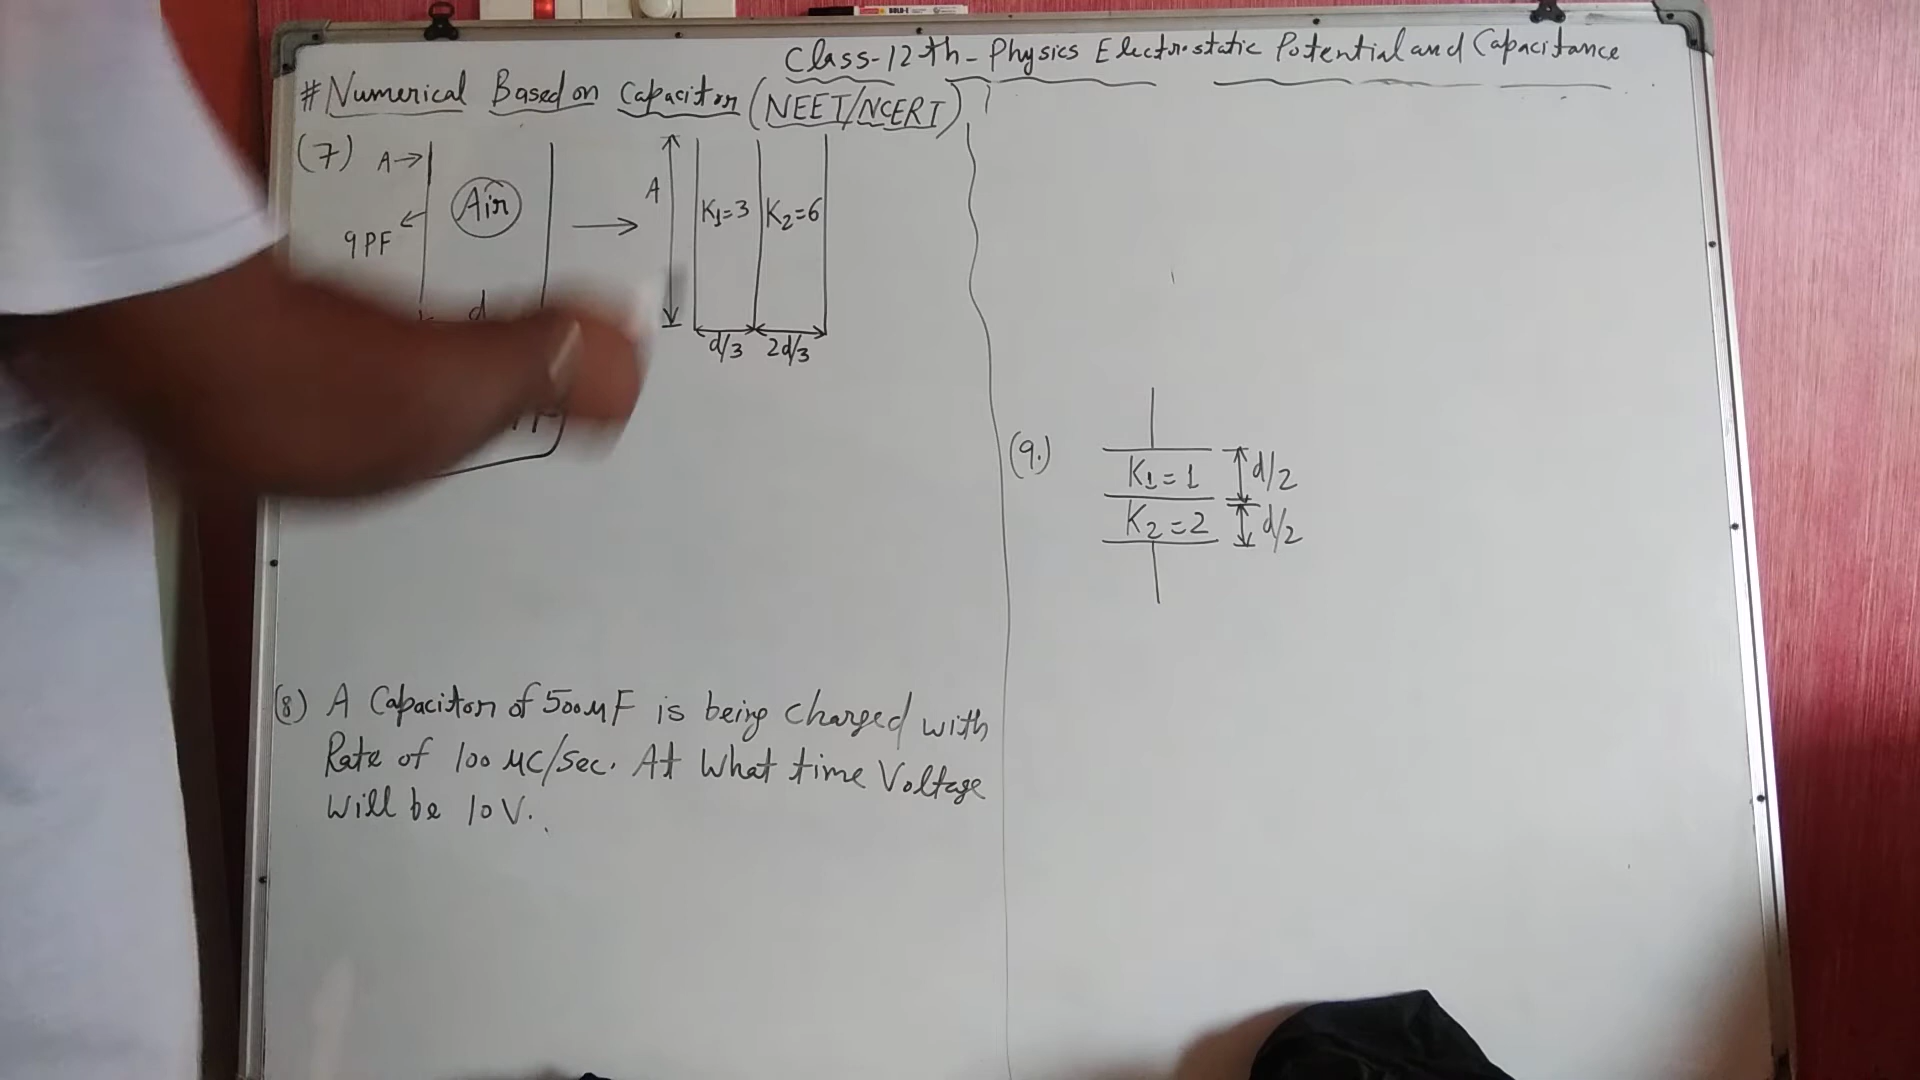 Class-12th-Physics Electrostatic Potential and Capacitance
#Numerical Based on Capacitor (NEET/NCERT)
(7) A→
Air
9PF
d
A
K1=3 K2=6
d/3 2d/3
(8) A Capacitor of 500μF is being charged with
Rate of 100 μC/Sec. At What time Voltage
Will be 10V.
(9.)
K1=1 d/2
K2=2 d/2